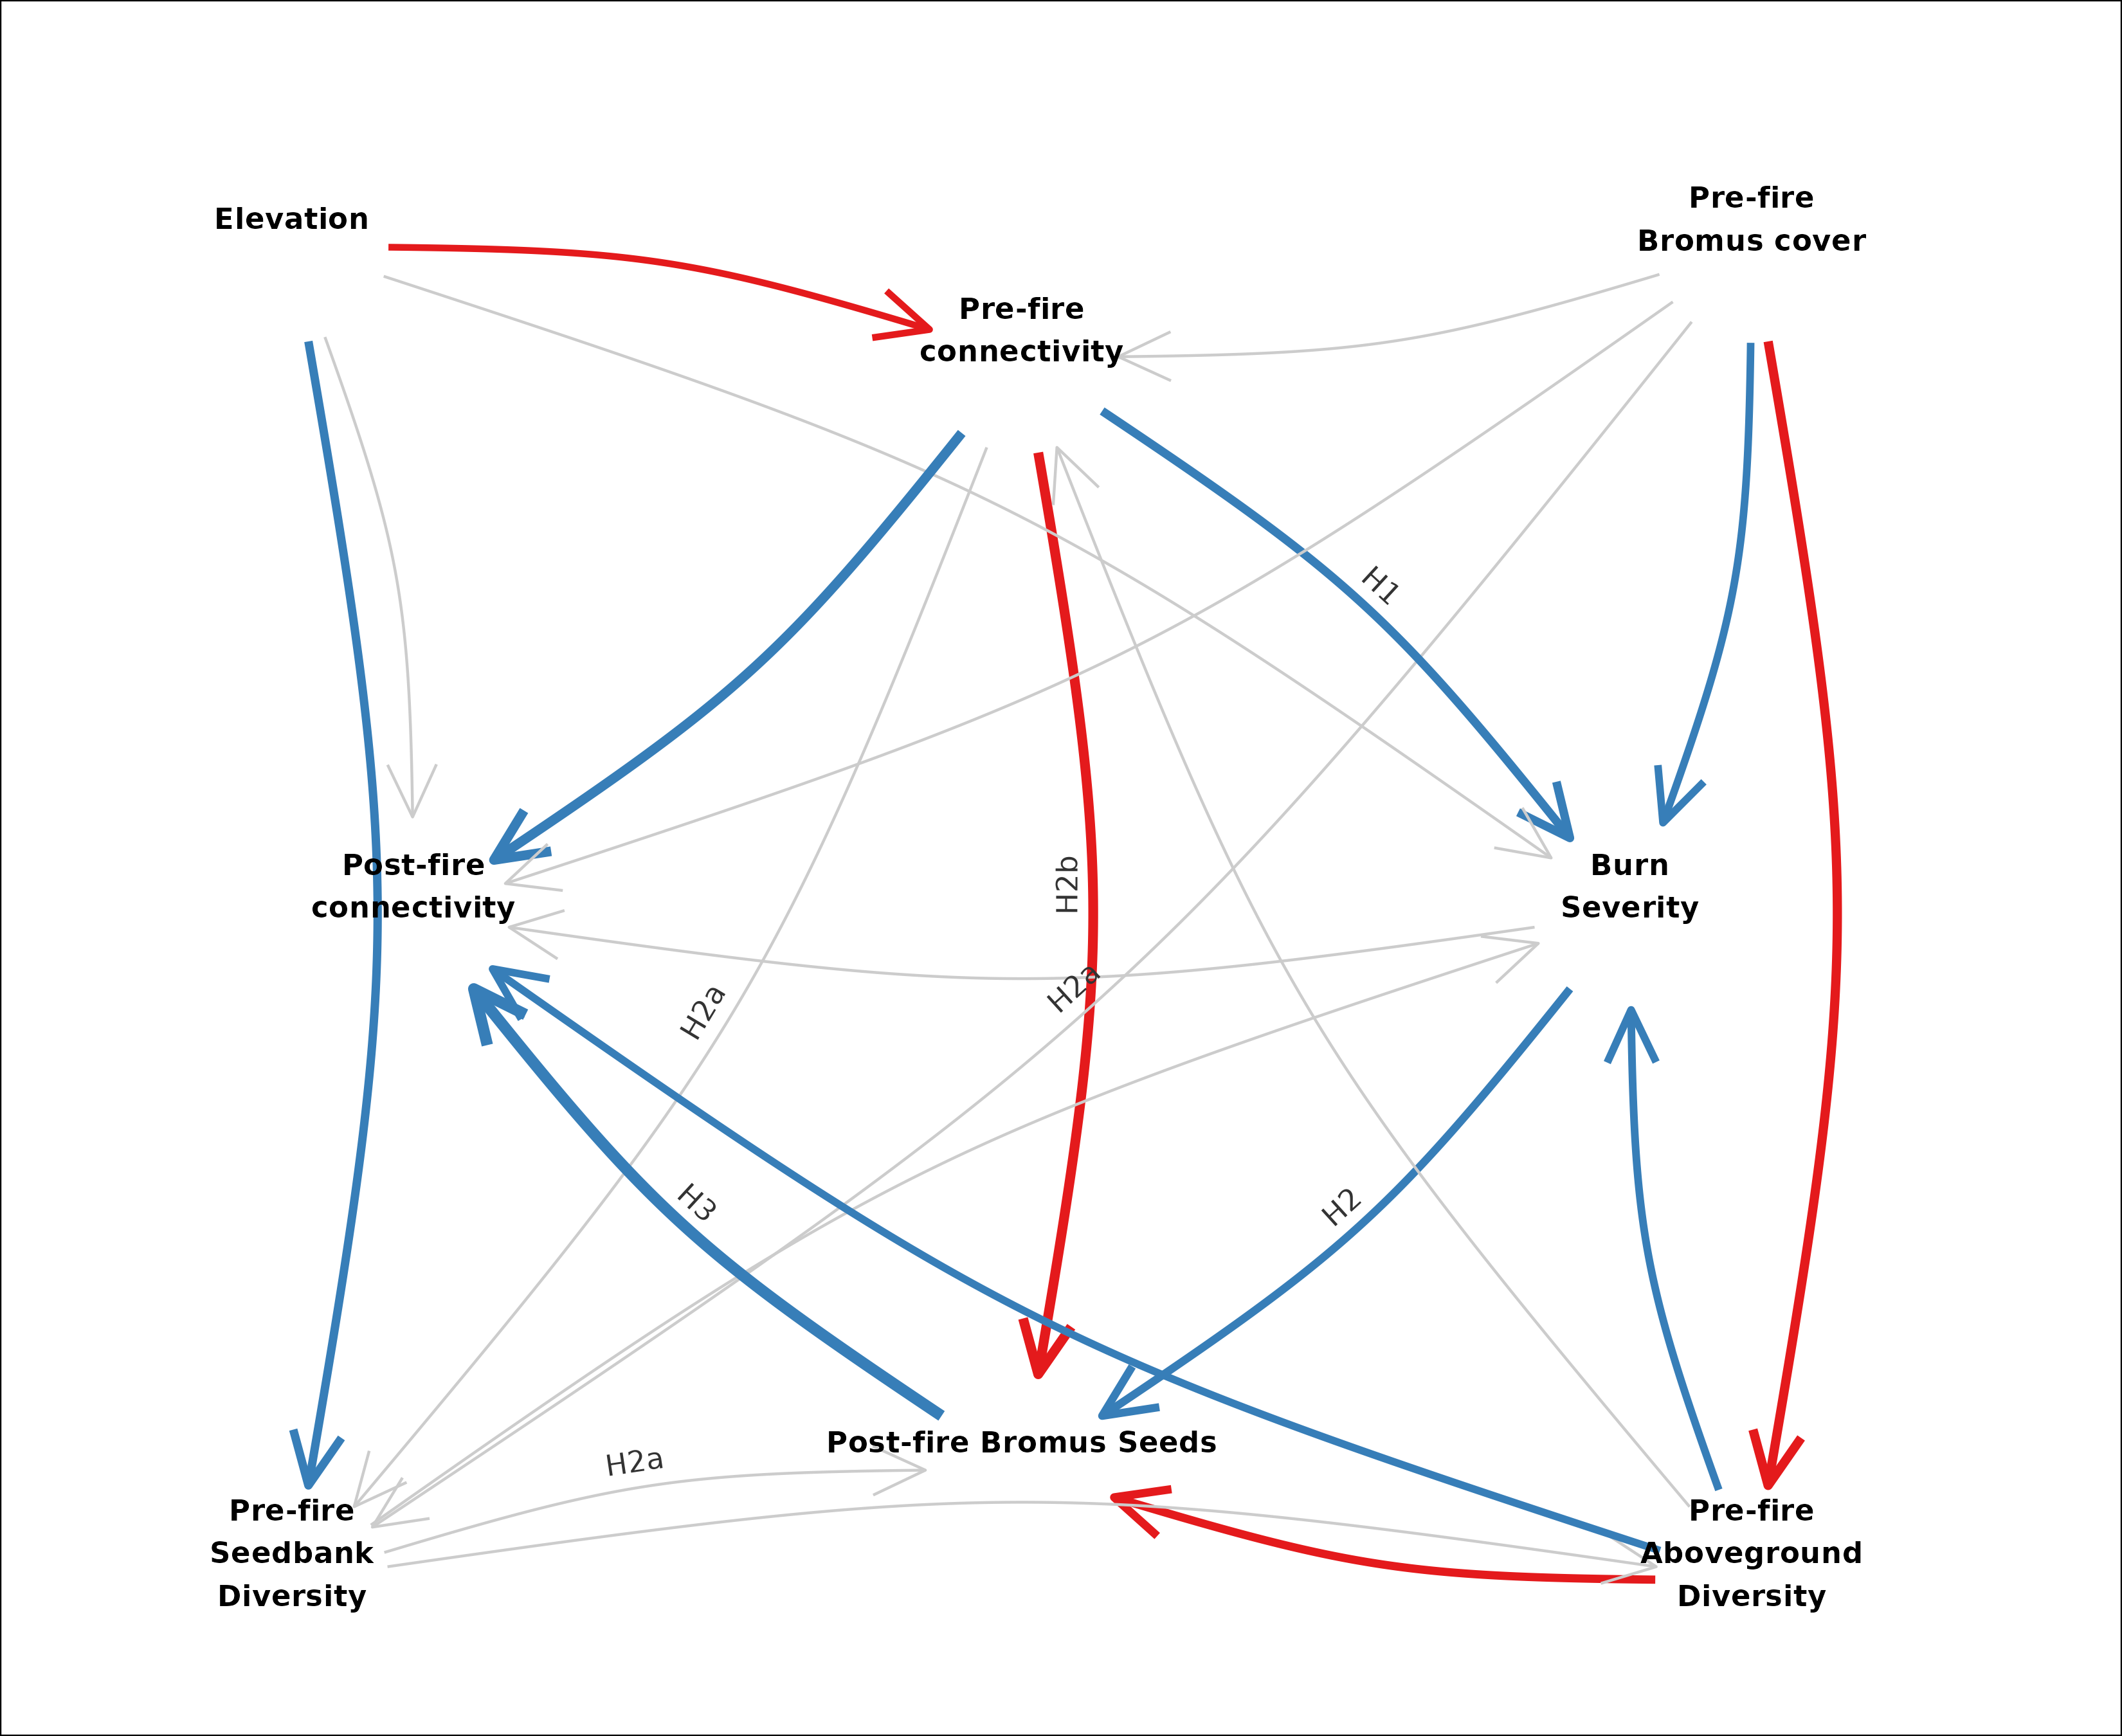 Elevation
Pre-fire
Bromus cover
Pre-fire
connectivity
H1
Post-fire
connectivity
H2b
Burn
Severity
H2a
H2a
H3
H2
Post-fire Bromus Seeds
H2a
Pre-fire
Seedbank
Diversity
Pre-fire
Aboveground
Diversity